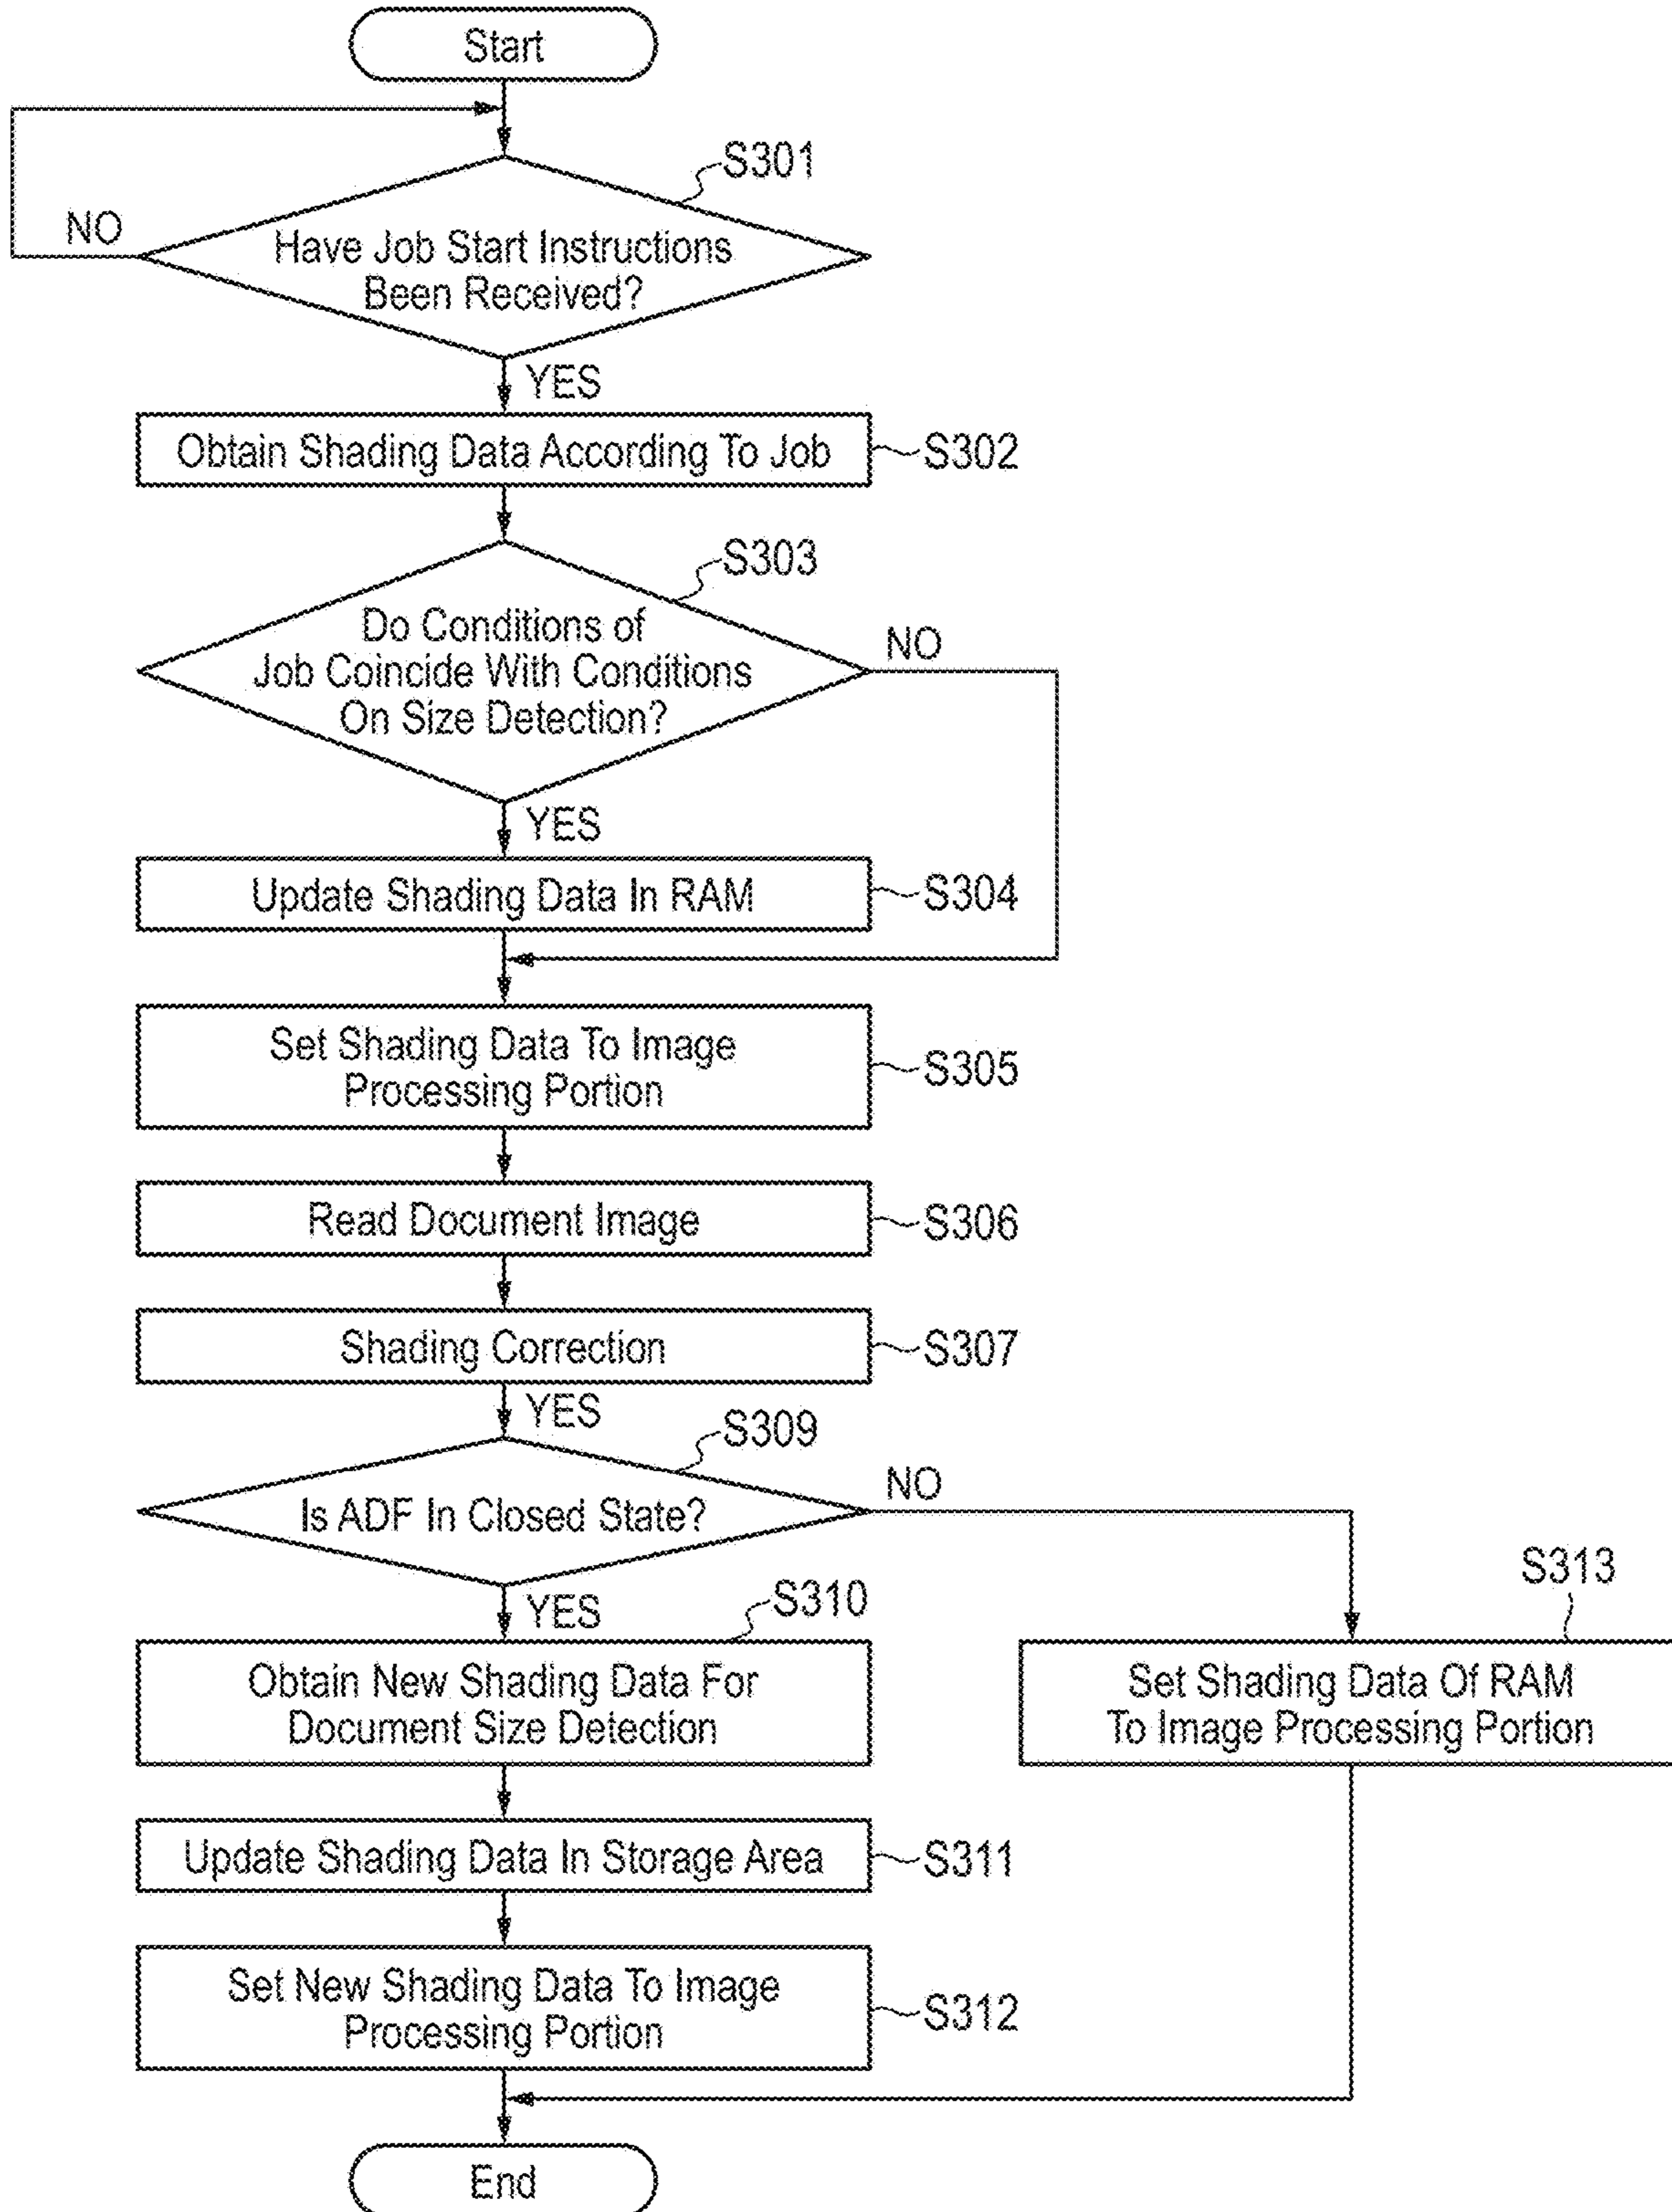 Start
S301
NO
Have Job Start Instructions
Been Received?
YES
Obtain Shading Data According To Job
S302
S303
Do Conditions of
Job Coincide With Conditions
On Size Detection?
NO
YES
Update Shading Data In RAM
S304
Set Shading Data To Image
Processing Portion
S305
Read Document Image
S306
Shading Correction
S307
YES
S309
Is ADF In Closed State?
NO
YES
S310
S313
Obtain New Shading Data For
Document Size Detection
Set Shading Data Of RAM
To Image Processing Portion
Update Shading Data In Storage Area
S311
Set New Shading Data To Image
Processing Portion
S312
End